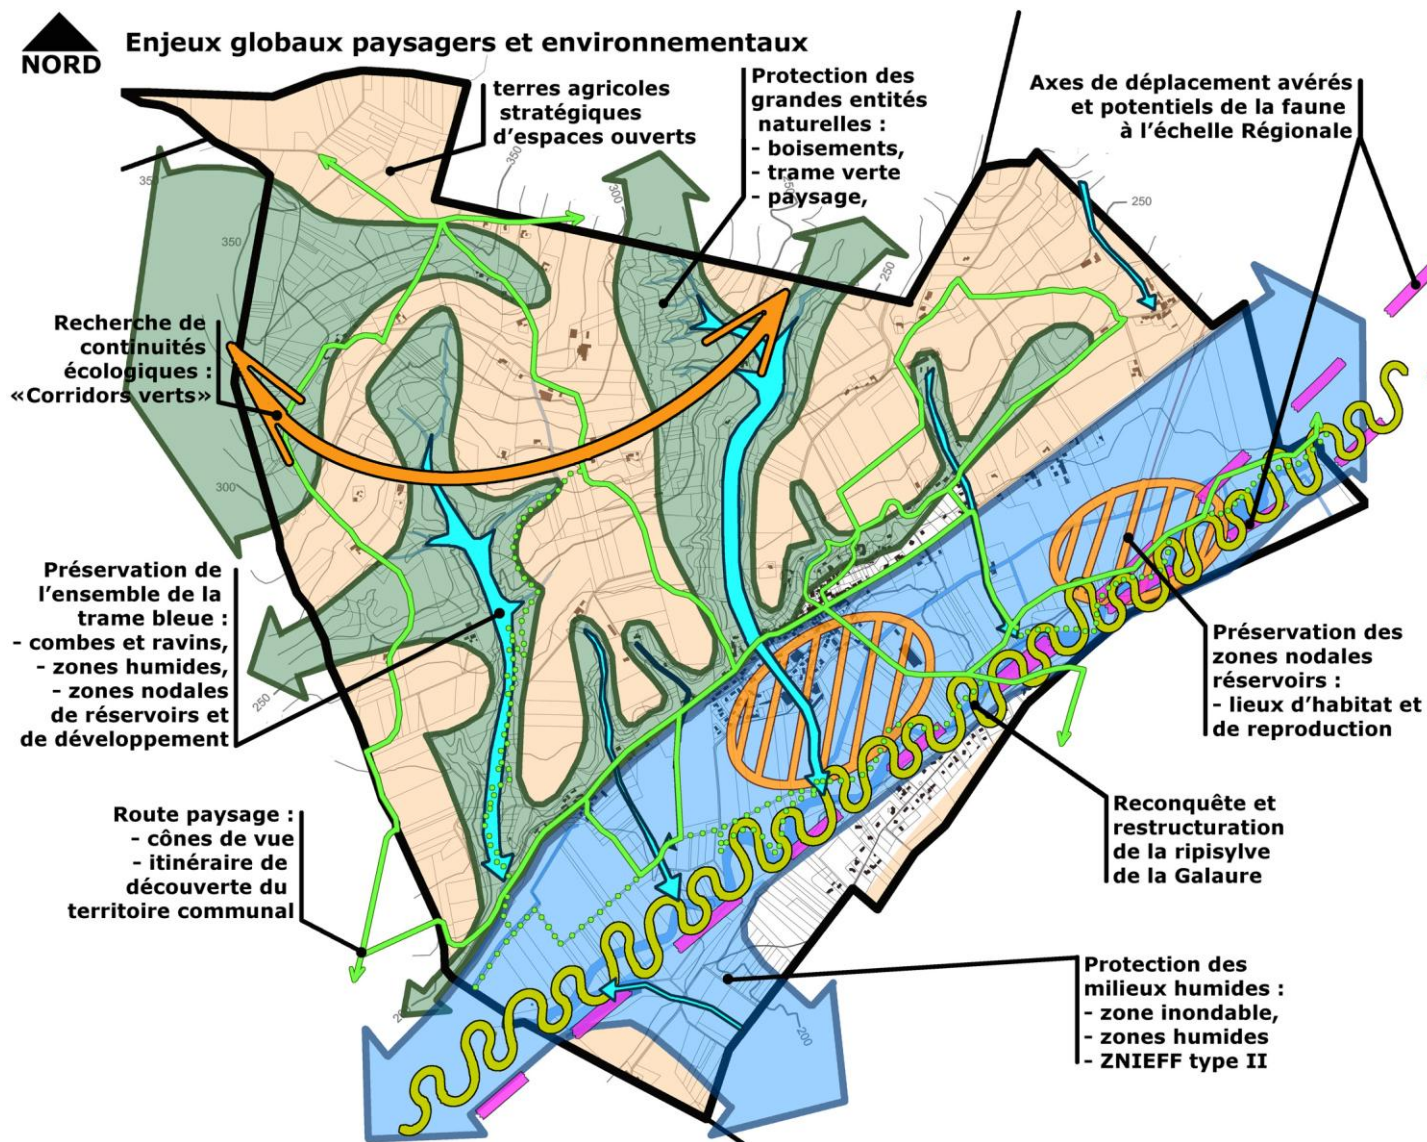 NORD
Enjeux globaux paysagers et environnementaux
terres agricoles
stratégiques
d'espaces ouverts
Protection des
grandes entités
naturelles :
- boisements,
- trame verte
- paysage,
Axes de déplacement avérés
et potentiels de la faune
à l'échelle Régionale
350
350
300
250
250
350
250
Recherche de
continuités
écologiques :
«Corridors verts»
300
Préservation de
l'ensemble de la
trame bleue :
- combes et ravins,
- zones humides,
- zones nodales
de réservoirs et
de développement
250
Préservation des
zones nodales
réservoirs :
- lieux d'habitat et
de reproduction
Route paysage :
- cônes de vue
- itinéraire de
découverte du
territoire communal
Reconquête et
restructuration
de la ripisylve
de la Galaure
Protection des
milieux humides :
- zone inondable,
- zones humides
- ZNIEFF type II
200